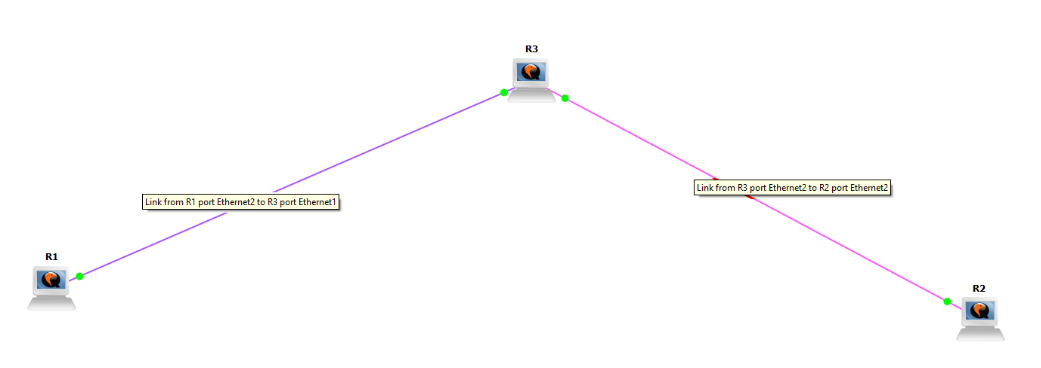 R3
Link from R3 port Ethernet2 to R2 port Ethernet2
Link from R1 port Ethernet2 to R3 port Ethernet1
R1
R2